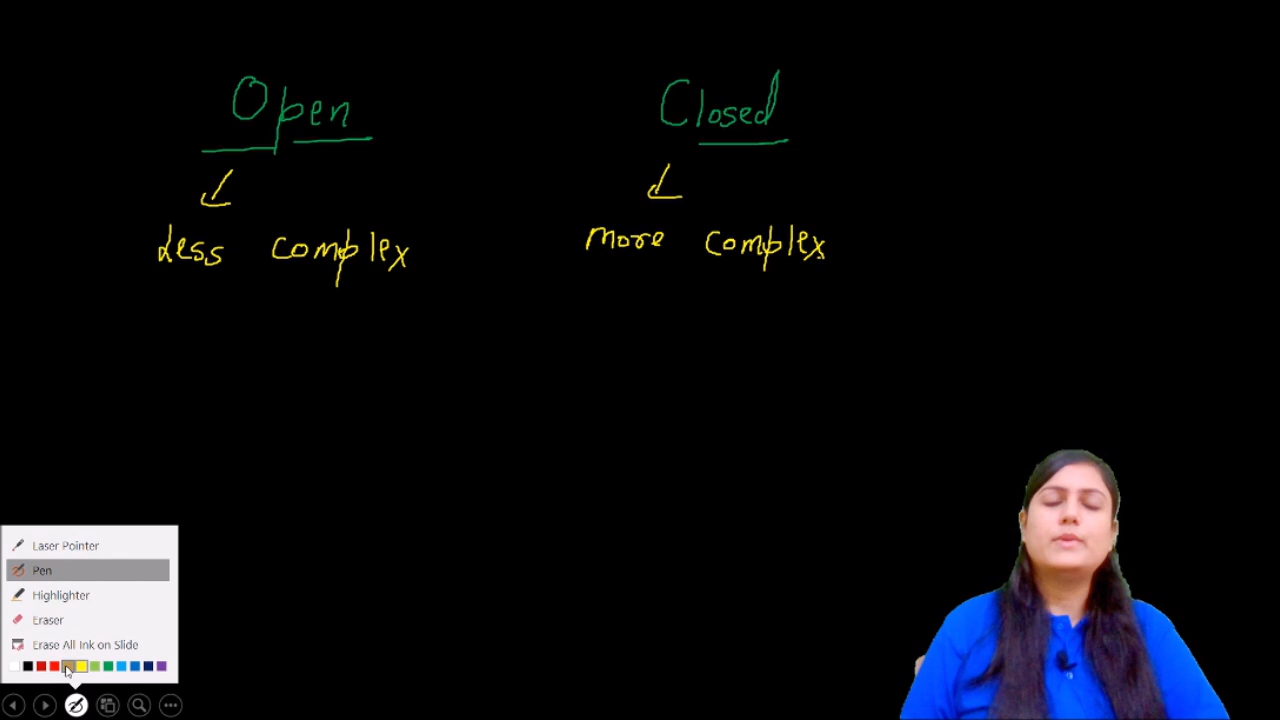 Open
Closed
Less complex
More complex
Laser Pointer
Pen
Highlighter
Eraser
Erase All Ink on Slide